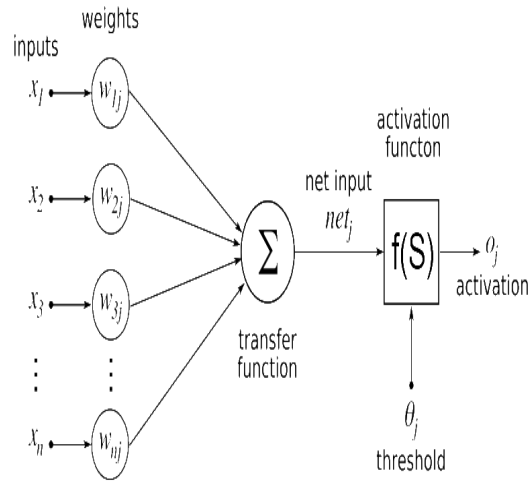 weights
inputs
x1
w1j
x2
w2j
x3
w3j
⋮ ⋮
xn
wnj
Σ
transfer
function
net input
netj
activation
functon
f(S)
oj
activation
θj
threshold